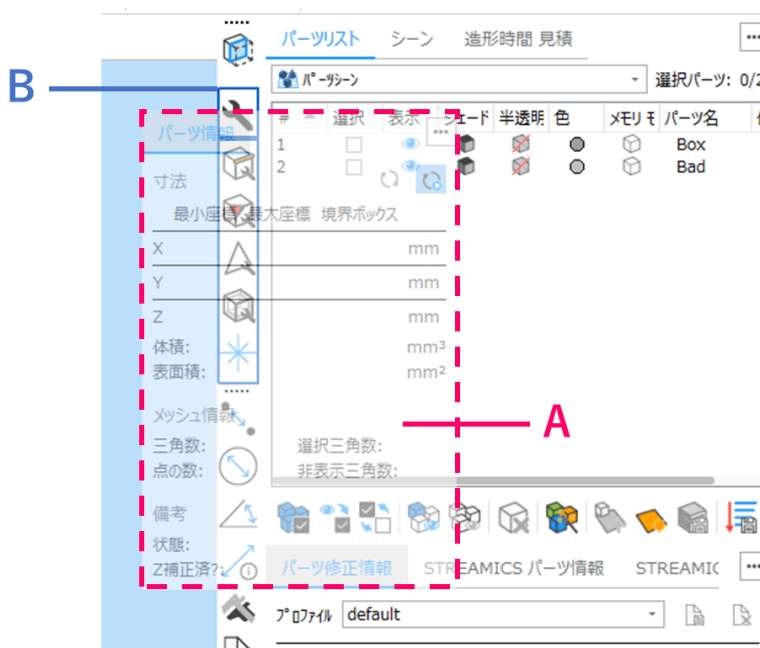 パーツリスト シーン 造形時間 見積
B
パーツシーン 選択パーツ: 0/2
# 選択 表示 シェード 半透明 色 メモリ モ パーツ名
パーツ情報
1 Box
2 Bad
寸法
最小座標 最大座標 境界ボックス
X mm
Y mm
Z mm
体積: mm³
表面積: mm²
メッシュ情報
A
三角数: 選択三角数:
点の数: 非表示三角数:
備考
状態:
Z補正済?:
パーツ修正情報 STREAMICS パーツ情報 STREAMIC
プロファイル default